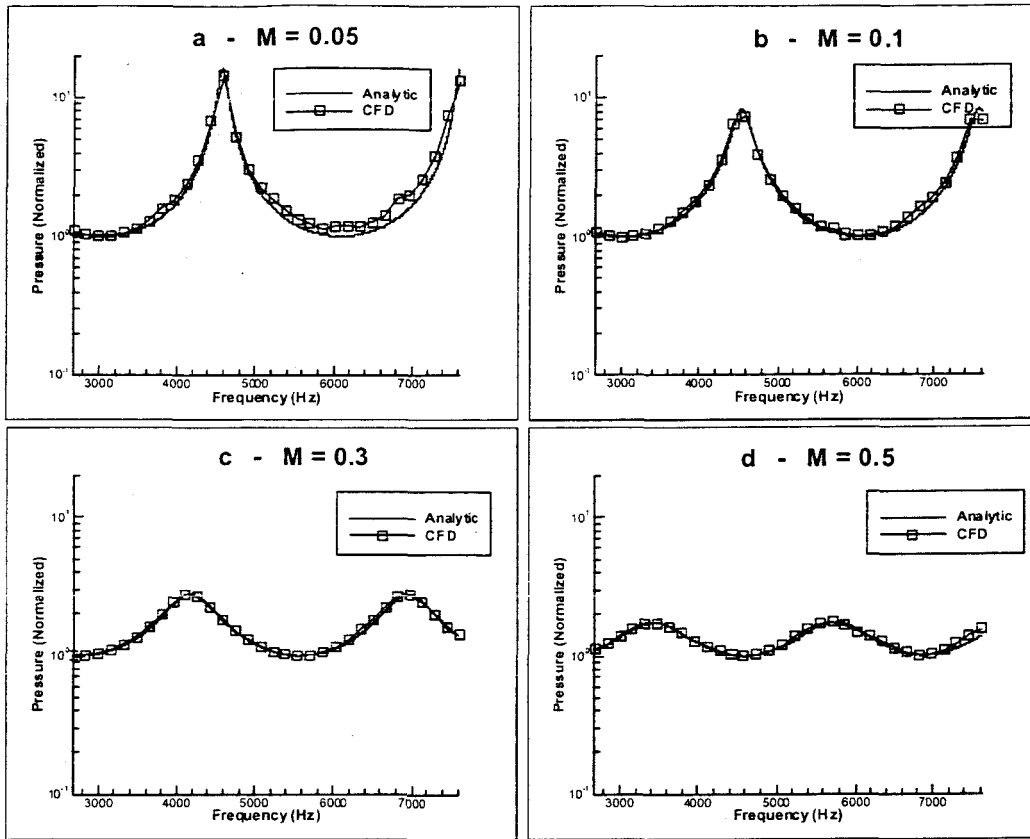 a - M = 0.05
Analytic
CFD
10¹
10⁰
10⁻¹
Pressure (Normalized)
3000 4000 5000 6000 7000
Frequency (Hz)
b - M = 0.1
Analytic
CFD
10¹
10⁰
10⁻¹
Pressure (Normalized)
3000 4000 5000 6000 7000
Frequency (Hz)
c - M = 0.3
Analytic
CFD
10¹
10⁰
10⁻¹
Pressure (Normalized)
3000 4000 5000 6000 7000
Frequency (Hz)
d - M = 0.5
Analytic
CFD
10¹
10⁰
10⁻¹
Pressure (Normalized)
3000 4000 5000 6000 7000
Frequency (Hz)